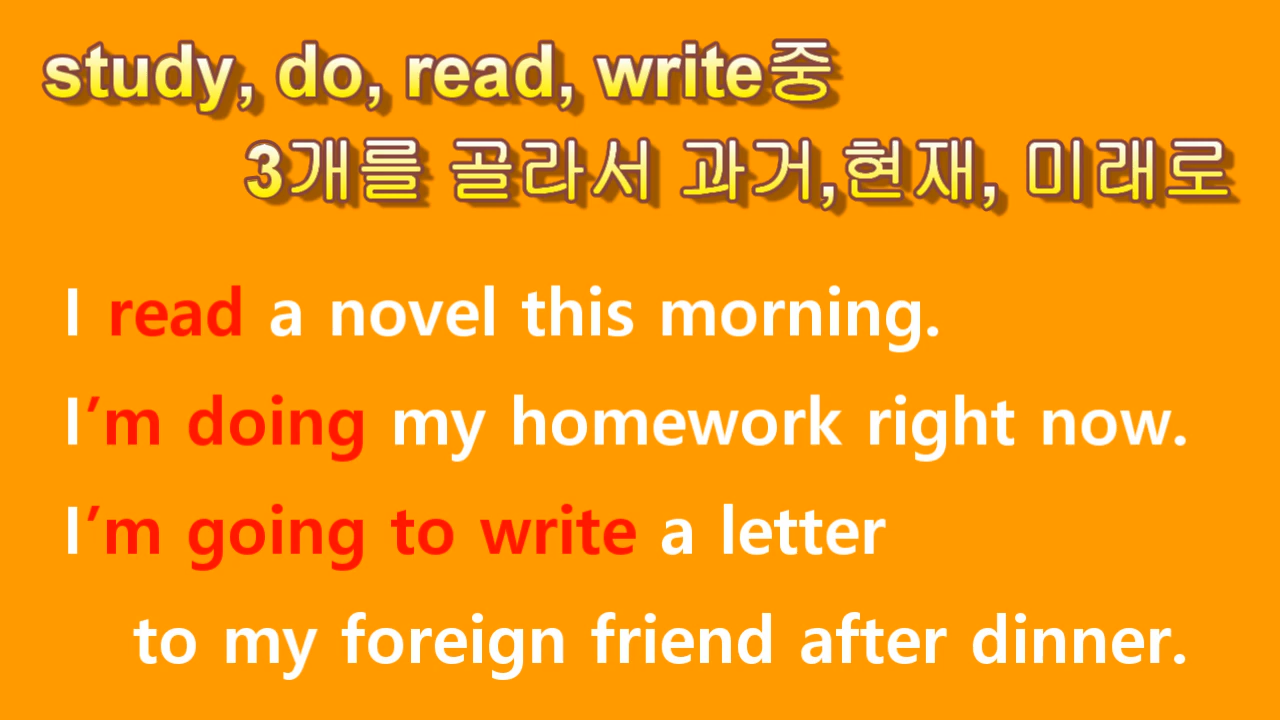 study, do, read, write중
3개를 골라서 과거,현재, 미래로
I read a novel this morning.
I’m doing my homework right now.
I’m going to write a letter
to my foreign friend after dinner.